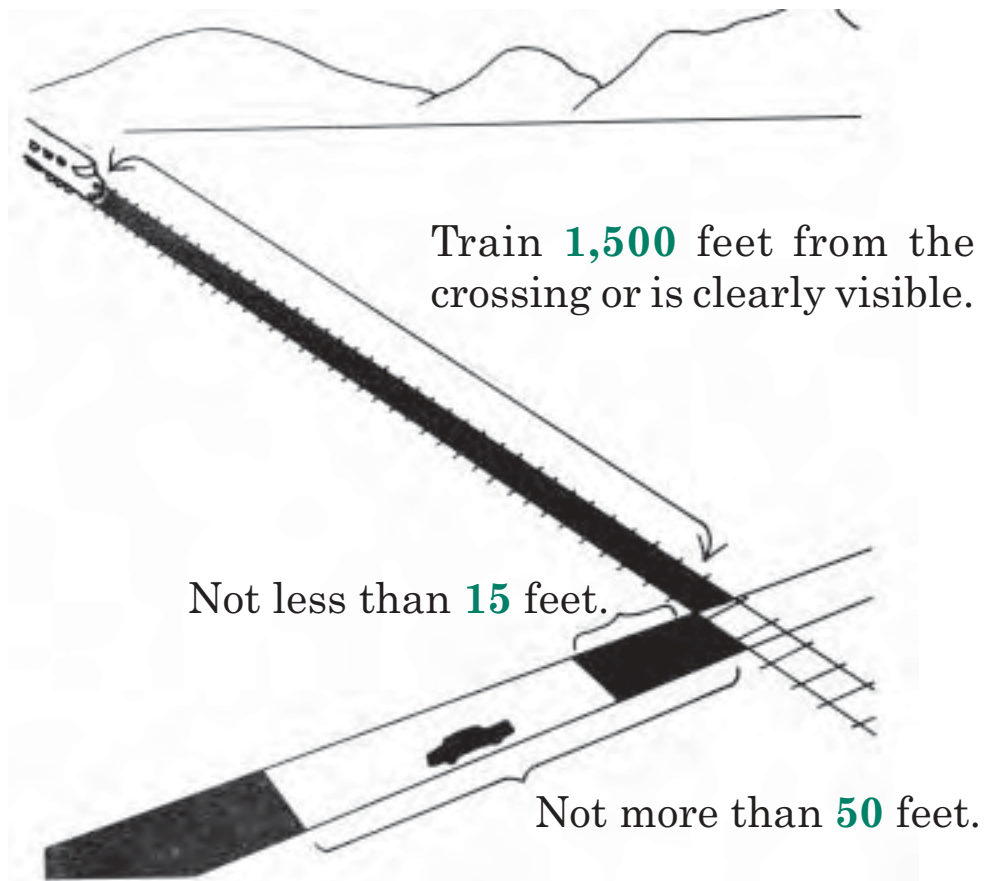 Train 1,500 feet from the
crossing or is clearly visible.
Not less than 15 feet.
Not more than 50 feet.